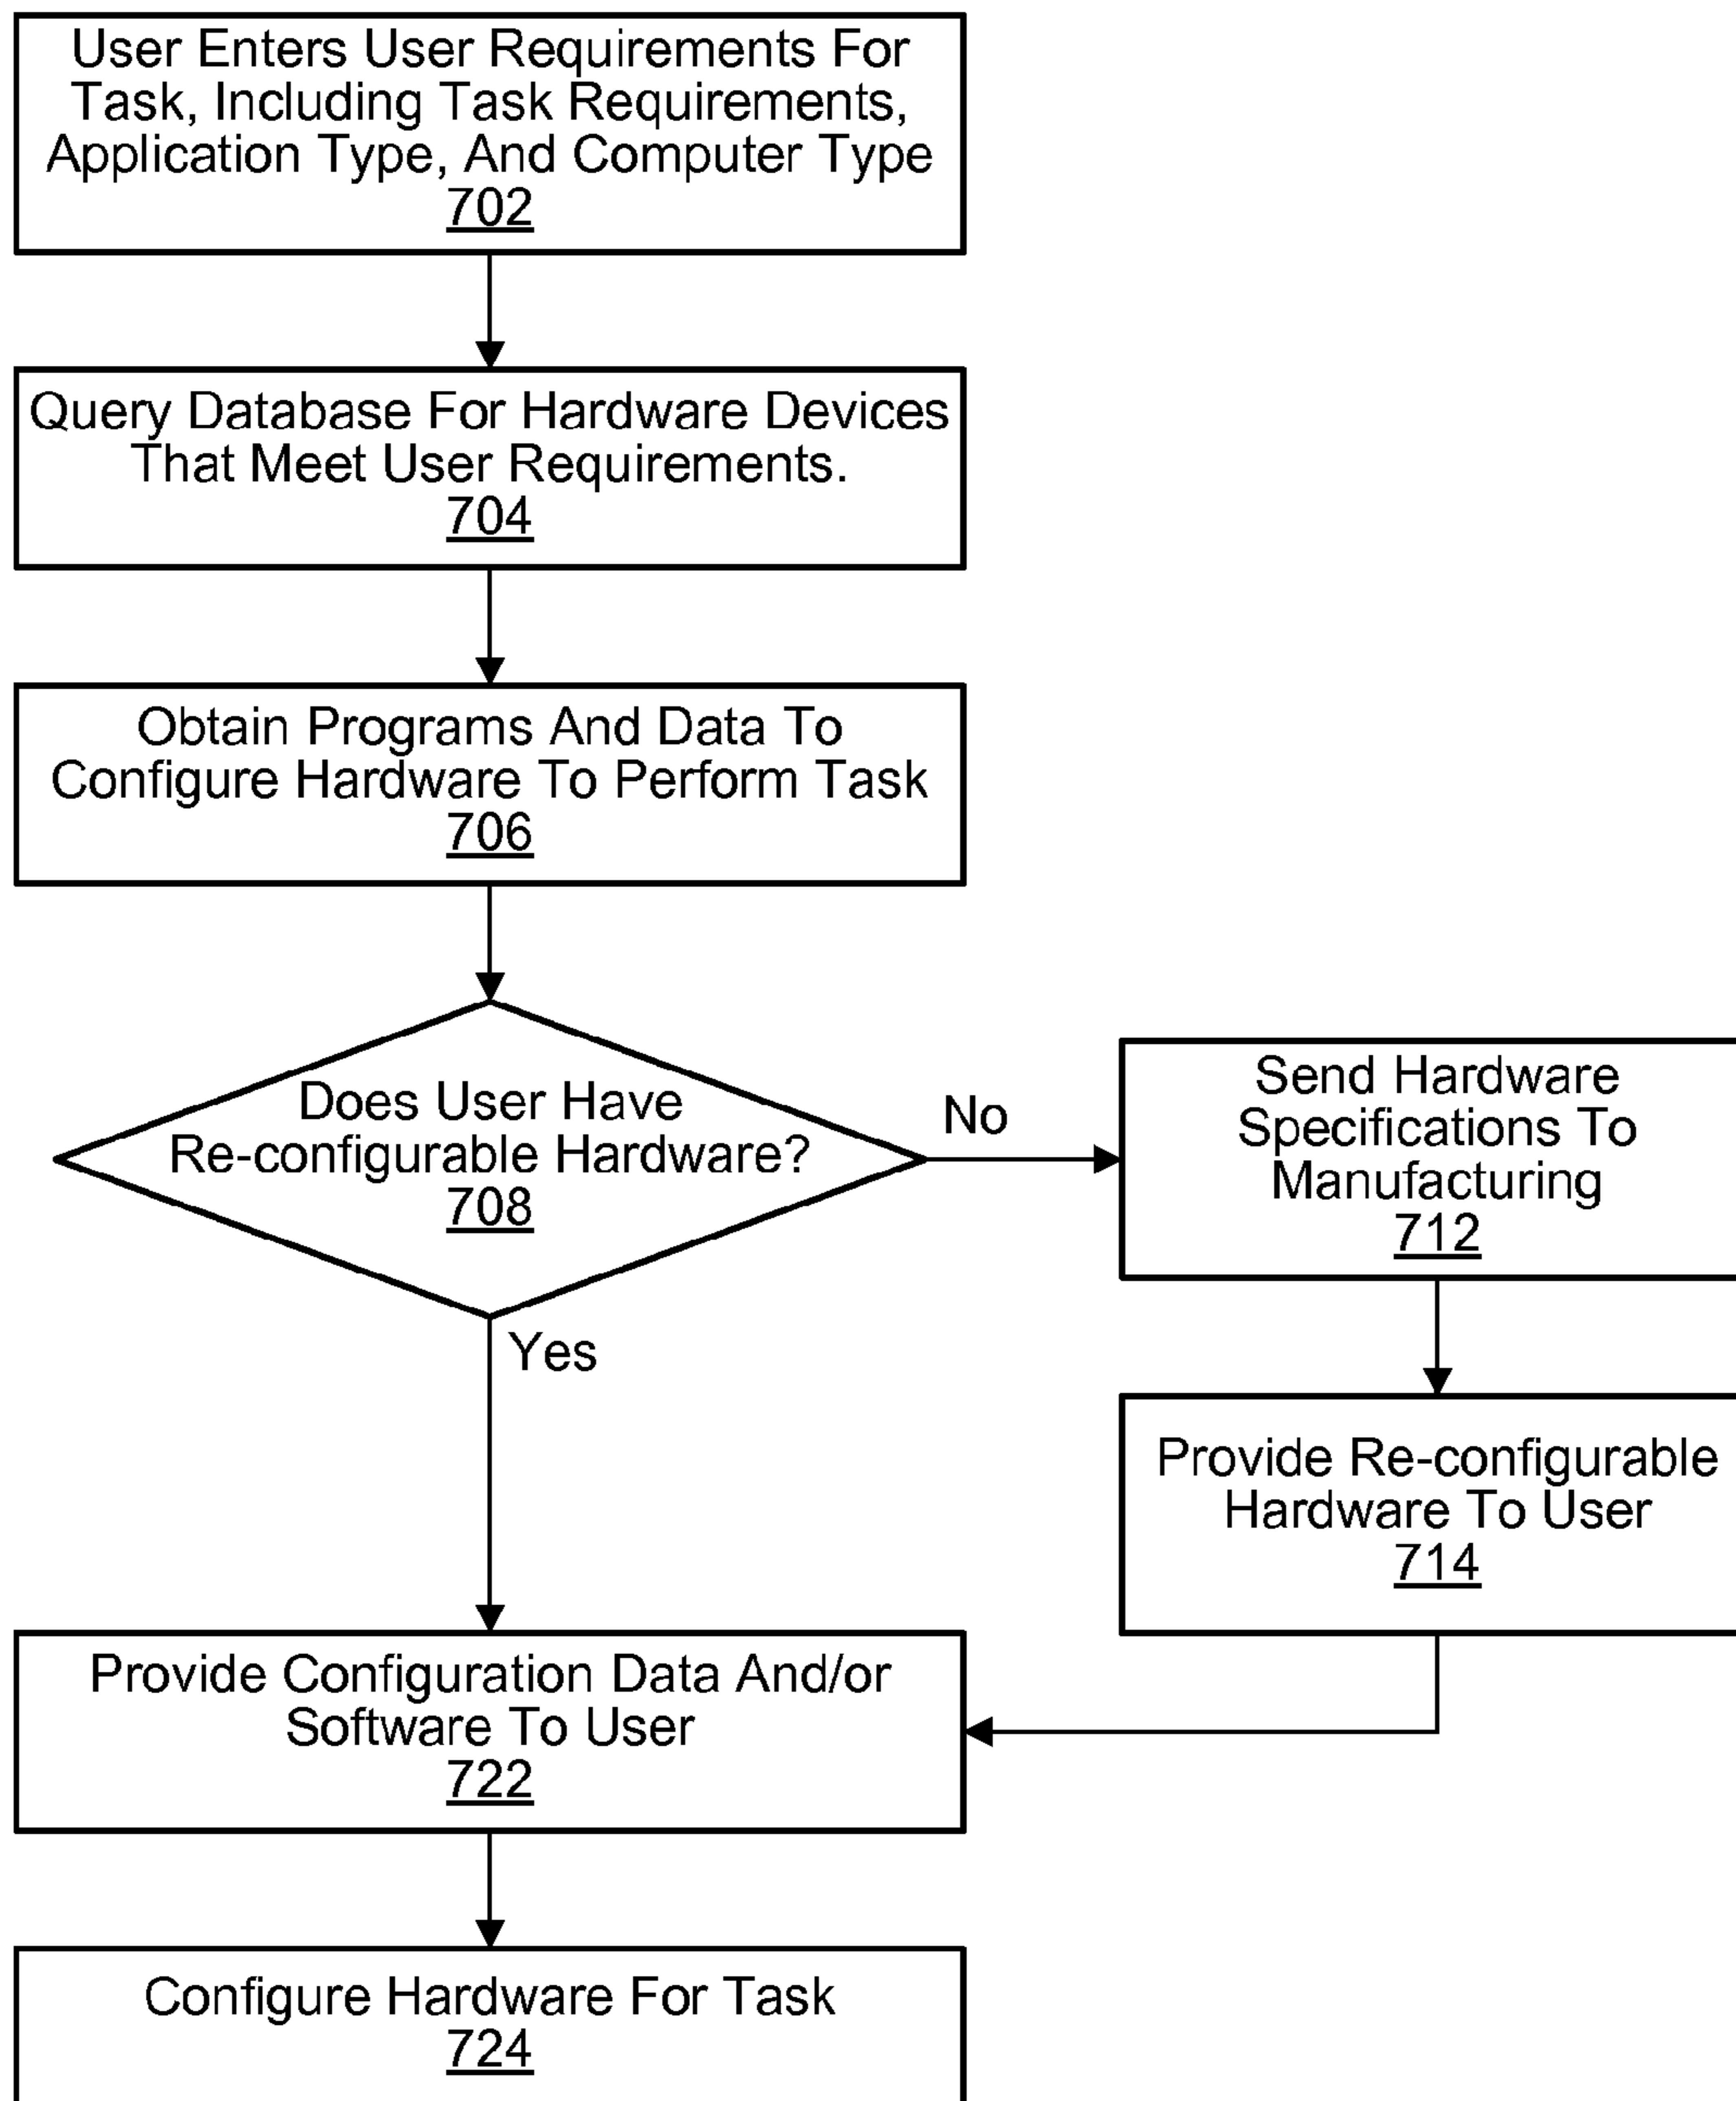 User Enters User Requirements For
Task, Including Task Requirements,
Application Type, And Computer Type
702
Query Database For Hardware Devices
That Meet User Requirements.
704
Obtain Programs And Data To
Configure Hardware To Perform Task
706
Does User Have
Re-configurable Hardware?
708
No
Send Hardware
Specifications To
Manufacturing
712
Yes
Provide Re-configurable
Hardware To User
714
Provide Configuration Data And/or
Software To User
722
Configure Hardware For Task
724